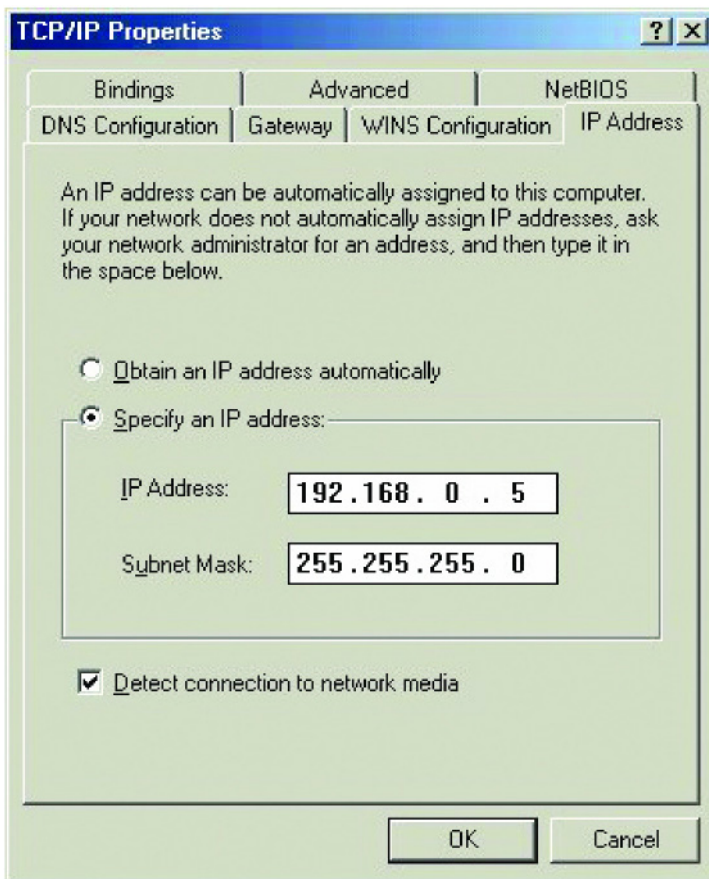 TCP/IP Properties
Bindings Advanced NetBIOS
DNS Configuration Gateway WINS Configuration IP Address
An IP address can be automatically assigned to this computer.
If your network does not automatically assign IP addresses, ask
your network administrator for an address, and then type it in
the space below.
Obtain an IP address automatically
Specify an IP address:
IP Address: 192.168. 0 . 5
Subnet Mask: 255.255.255. 0
Detect connection to network media
OK Cancel